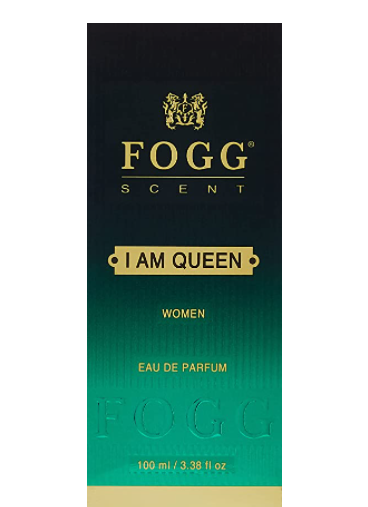 F
FOGG®
SCENT
I AM QUEEN
WOMEN
EAU DE PARFUM
FOGG
100 ml / 3.38 fl oz